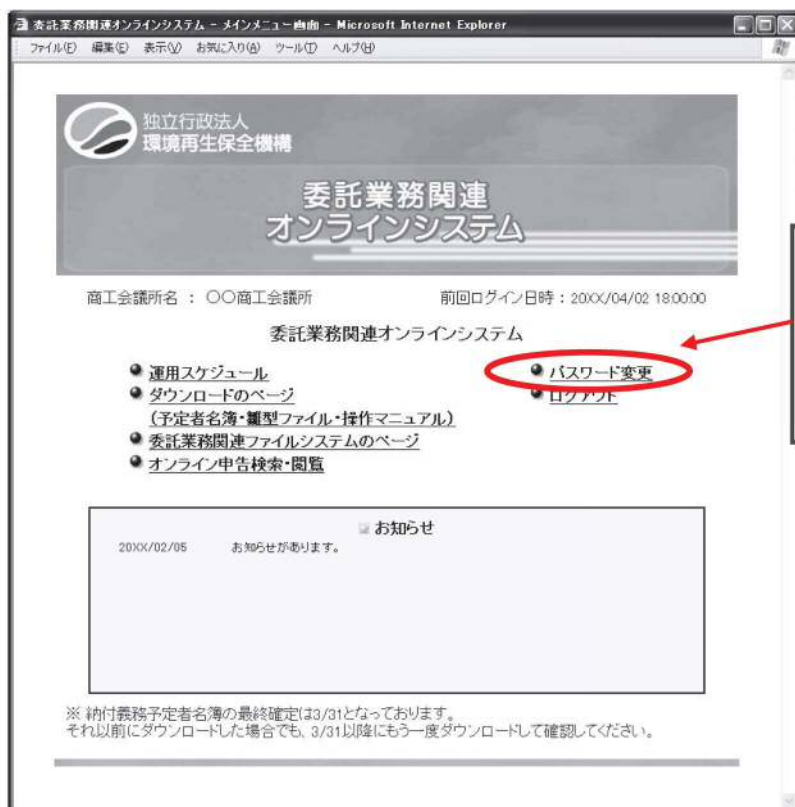 委託業務関連オンラインシステム - メインメニュー画面 - Microsoft Internet Explorer
ファイル(F) 編集(E) 表示(V) お気に入り(A) ツール(T) ヘルプ(H)
独立行政法人
環境再生保全機構
委託業務関連
オンラインシステム
商工会議所名 : 〇〇商工会議所 前回ログイン日時:20XX/04/02 18:00:00
委託業務関連オンラインシステム
運用スケジュール
パスワード変更
ダウンロードのページ
ログアウト
(予定者名簿・雛型ファイル・操作マニュアル)
委託業務関連ファイルシステムのページ
オンライン申告検索・閲覧
お知らせ
20XX/02/05 お知らせがあります。
※ 納付義務予定者名簿の最終確定は3/31となっております。
それ以前にダウンロードした場合でも、3/31以降にもう一度ダウンロードして確認してください。